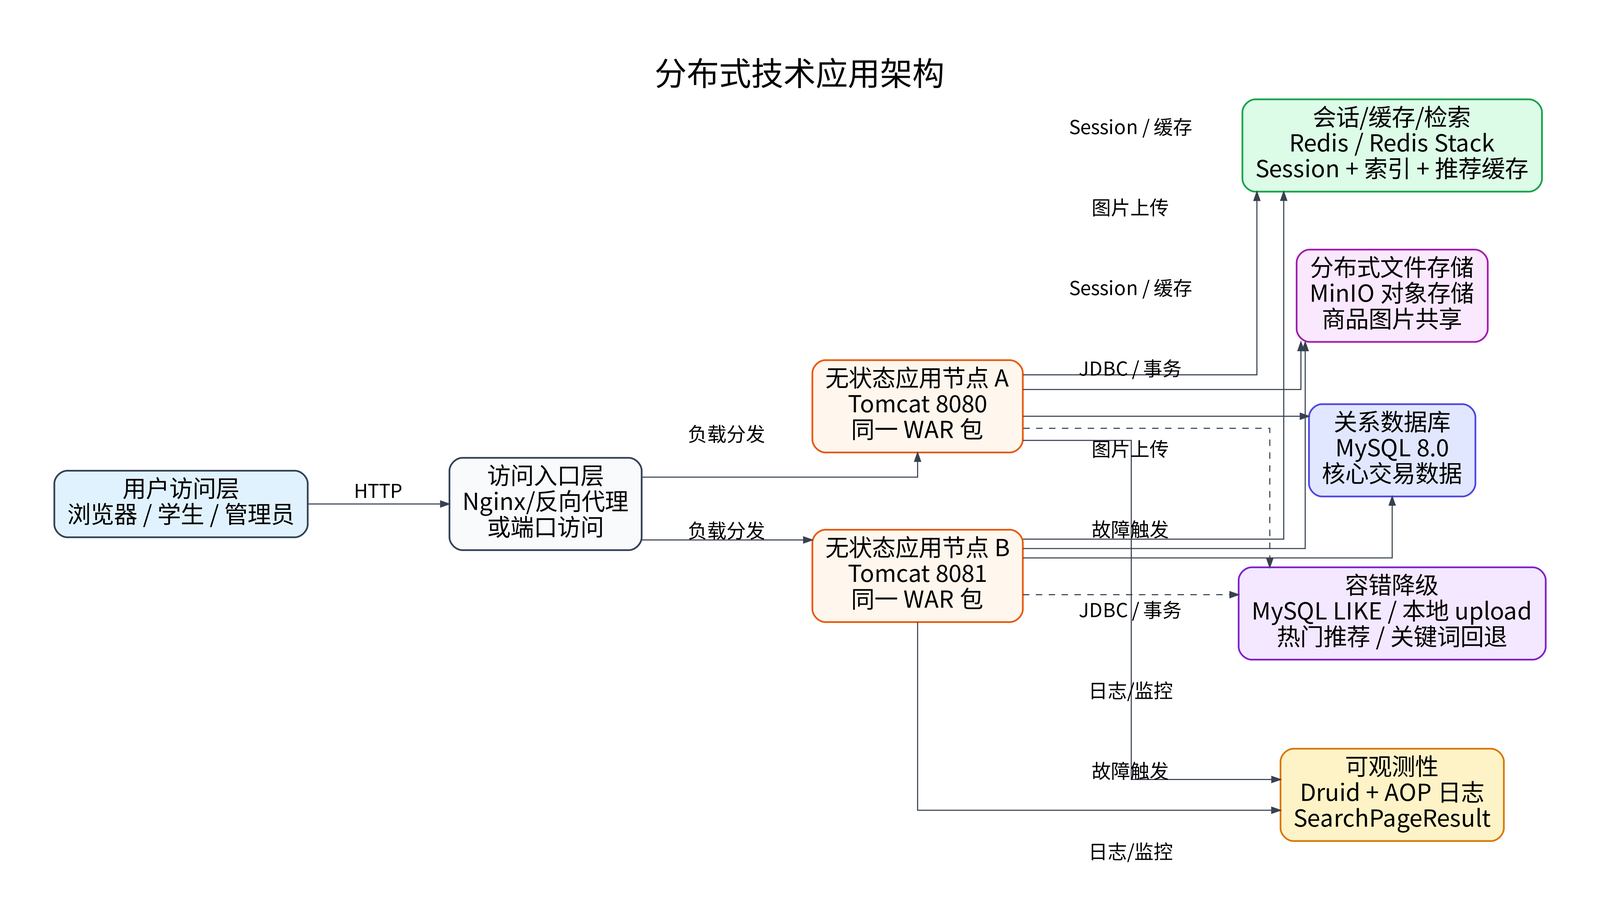 分布式技术应用架构
用户访问层
浏览器 / 学生 / 管理员
HTTP
访问入口层
Nginx/反向代理
或端口访问
负载分发
负载分发
无状态应用节点 A
Tomcat 8080
同一 WAR 包
无状态应用节点 B
Tomcat 8081
同一 WAR 包
Session / 缓存
图片上传
Session / 缓存
JDBC / 事务
图片上传
故障触发
JDBC / 事务
日志/监控
故障触发
日志/监控
会话/缓存/检索
Redis / Redis Stack
Session + 索引 + 推荐缓存
分布式文件存储
MinIO 对象存储
商品图片共享
关系数据库
MySQL 8.0
核心交易数据
容错降级
MySQL LIKE / 本地 upload
热门推荐 / 关键词回退
可观测性
Druid + AOP 日志
SearchPageResult